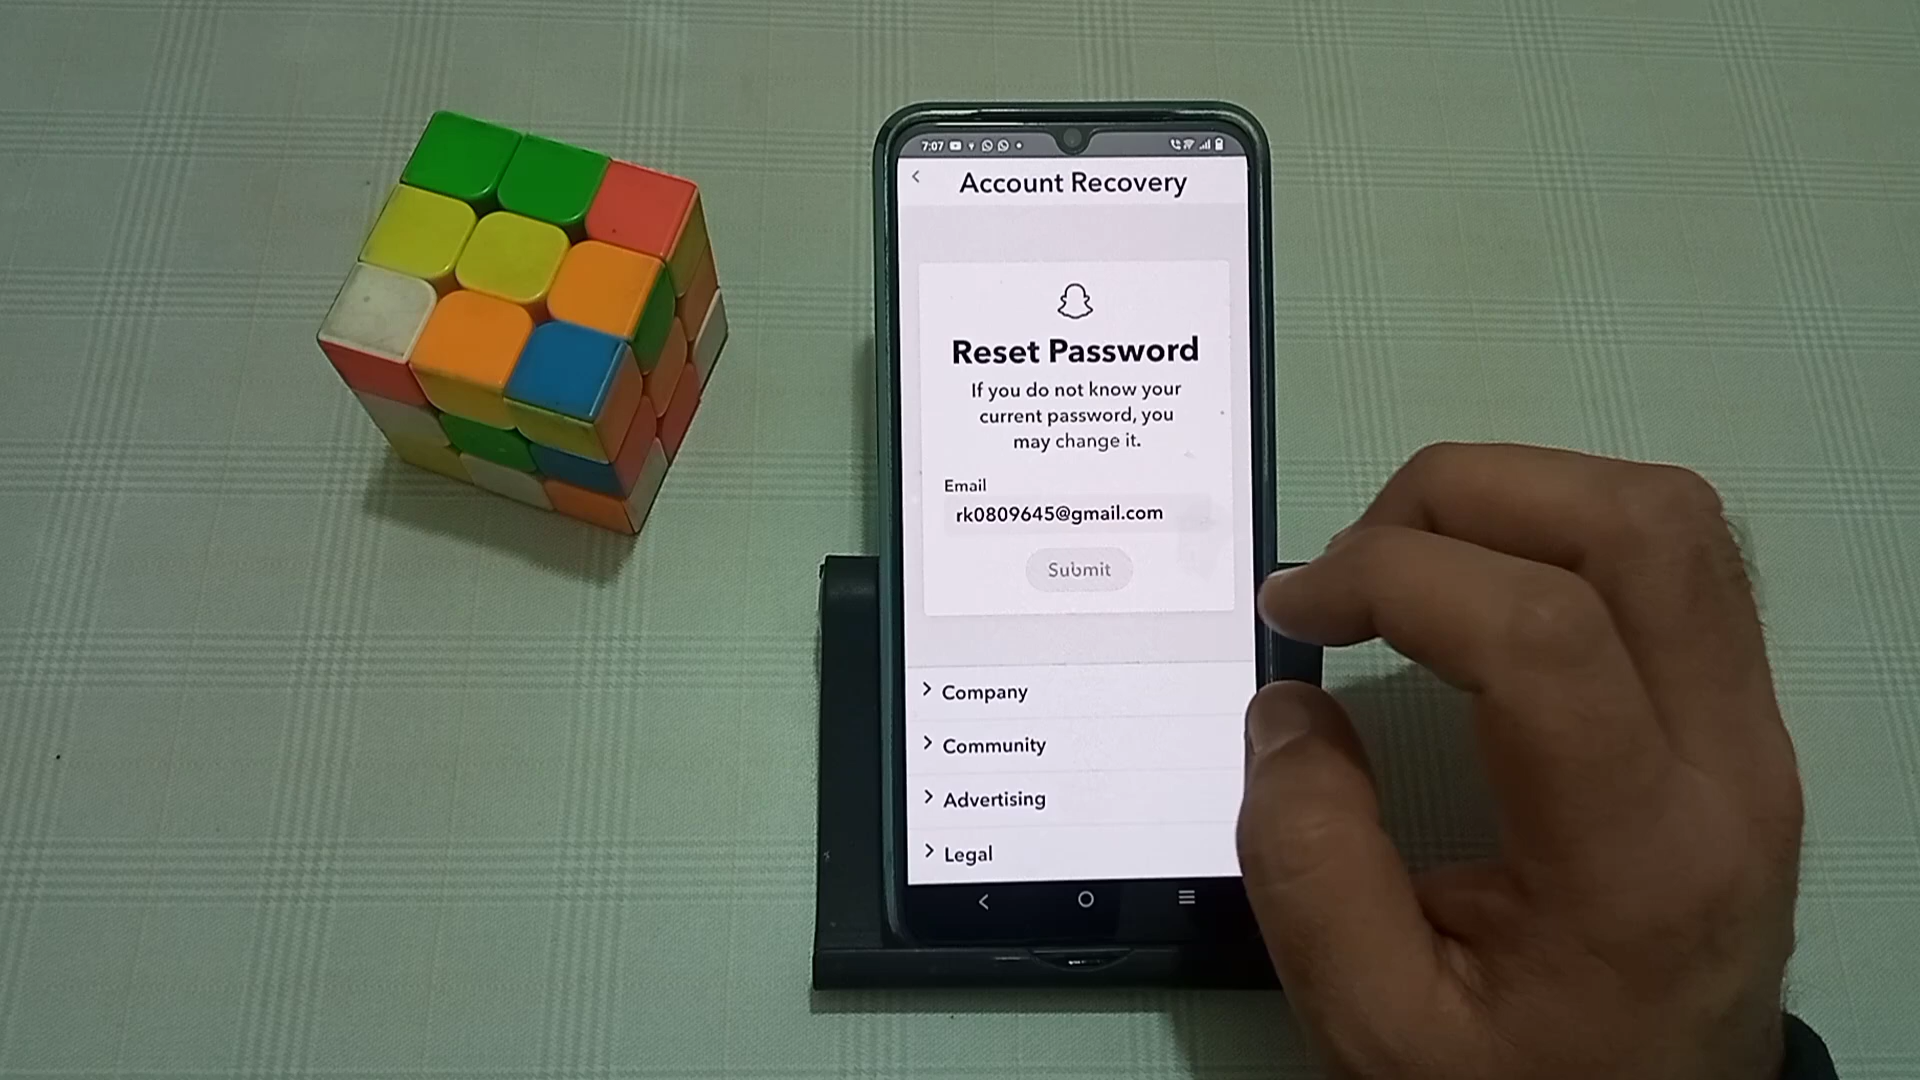 7:07
Account Recovery
Reset Password
If you do not know your
current password, you
may change it.
Email
rk0809645@gmail.com
Submit
Company
Community
Advertising
Legal